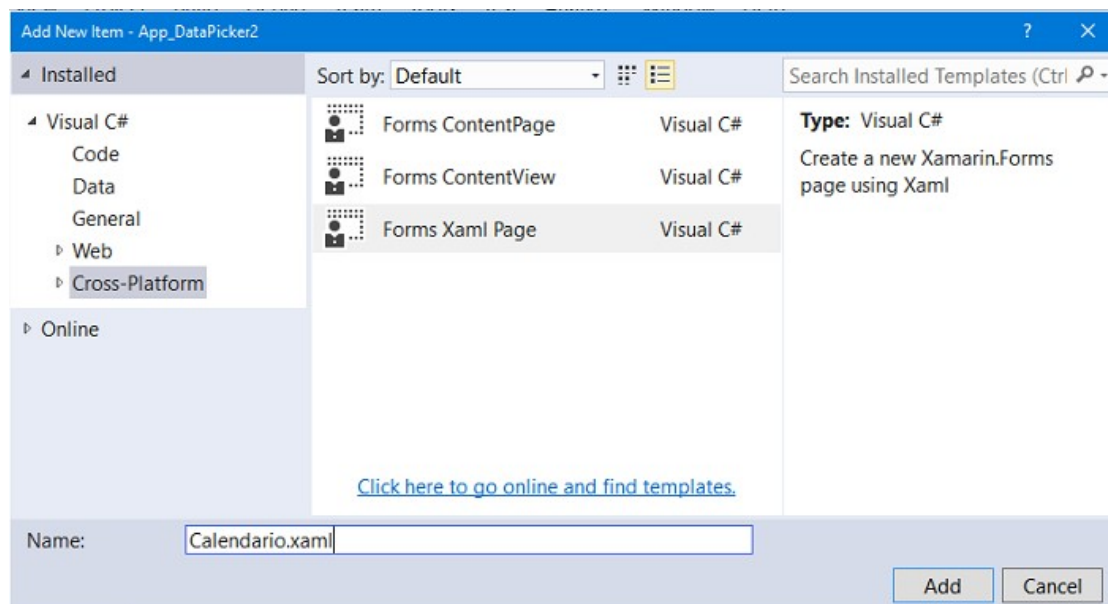 Add New Item - App_DataPicker2
Installed
Sort by: Default
Search Installed Templates (Ctrl
Visual C#
Code
Data
General
Web
Cross-Platform
Online
Forms ContentPage Visual C#
Forms ContentView Visual C#
Forms Xaml Page Visual C#
Type: Visual C#
Create a new Xamarin.Forms
page using Xaml
Click here to go online and find templates.
Name: Calendario.xaml
Add Cancel